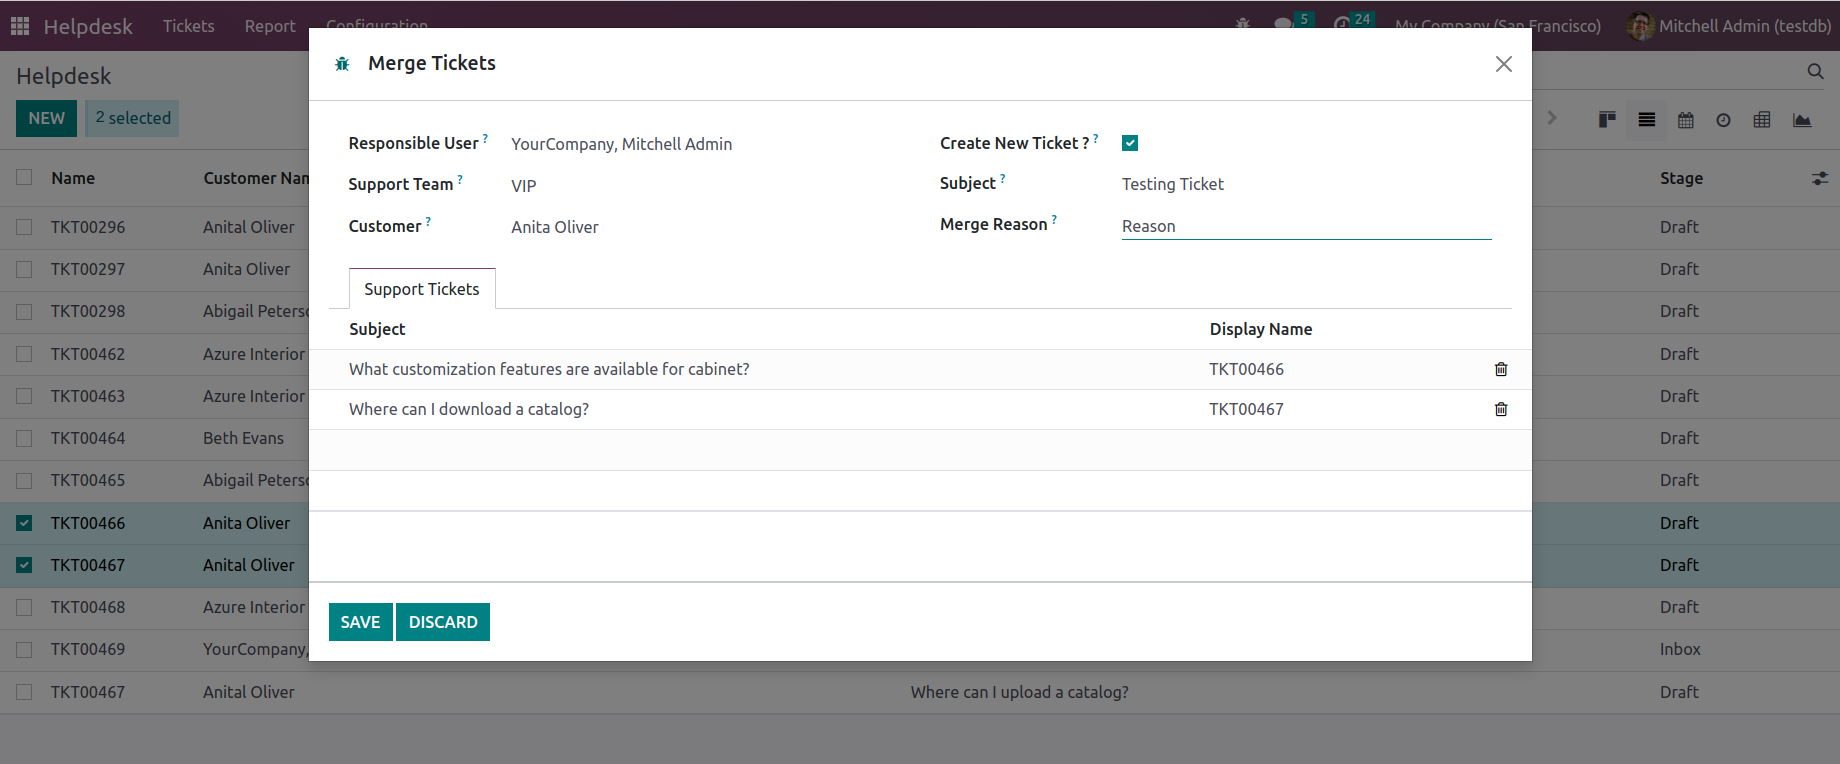 Helpdesk Tickets Report Configuration 5 24 My Company (San Francisco) Mitchell Admin (testdb)
Helpdesk
NEW 2 selected
Name Customer Nam Stage
TKT00296 Anital Oliver Draft
TKT00297 Anita Oliver Draft
TKT00298 Abigail Peterso Draft
TKT00462 Azure Interior Draft
TKT00463 Azure Interior Draft
TKT00464 Beth Evans Draft
TKT00465 Abigail Peterso Draft
TKT00466 Anita Oliver Draft
TKT00467 Anital Oliver Draft
TKT00468 Azure Interior Draft
TKT00469 YourCompany, Inbox
TKT00467 Anital Oliver Where can I upload a catalog? Draft
Merge Tickets
Responsible User ? YourCompany, Mitchell Admin Create New Ticket ? ?
Support Team ? VIP Subject ? Testing Ticket
Customer ? Anita Oliver Merge Reason ? Reason
Support Tickets
Subject Display Name
What customization features are available for cabinet? TKT00466
Where can I download a catalog? TKT00467
SAVE DISCARD